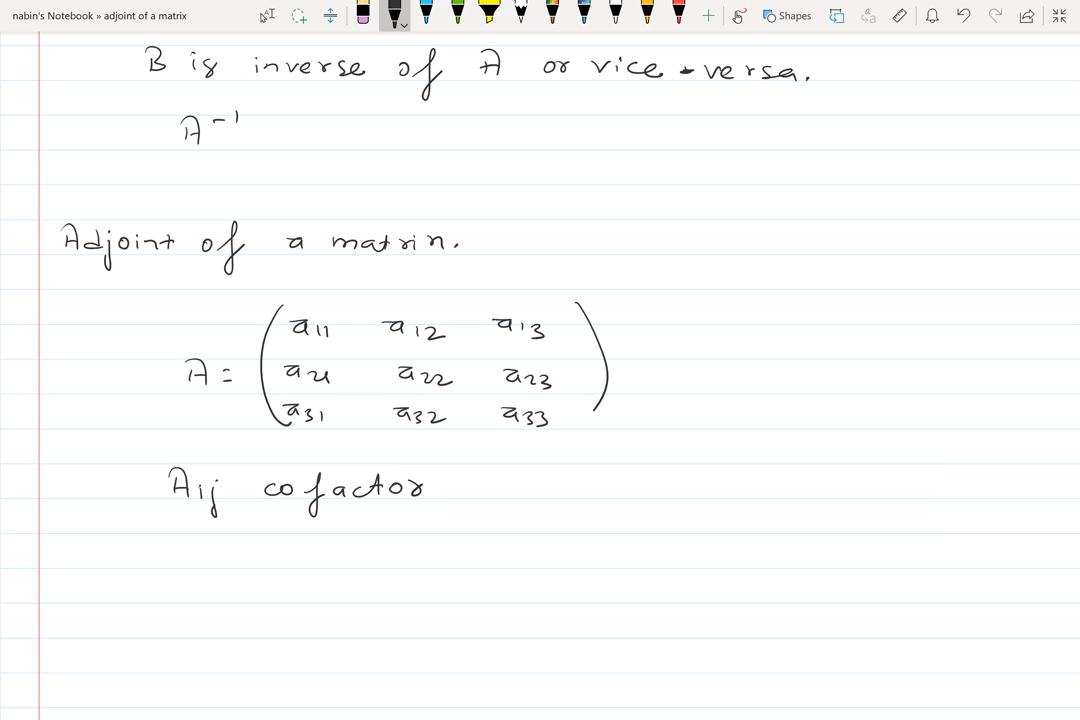 nabin's Notebook » adjoint of a matrix
Shapes
B is inverse of A or vice-versa.
A⁻¹
Adjoint of a matrix.
a11 a12 a13
A = a21 a22 a23
a31 a32 a33
Aij cofactor